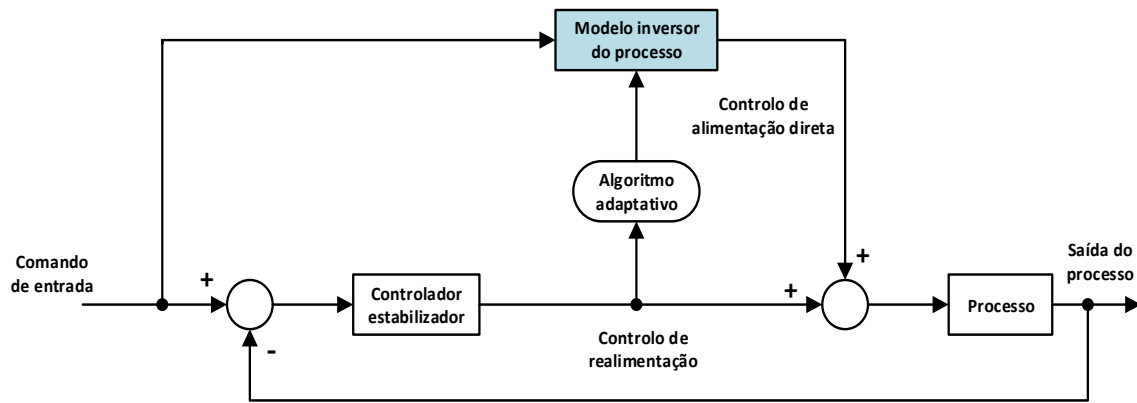 Modelo inversor
do processo
Controlo de
alimentação direta
Algoritmo
adaptativo
Comando
de entrada
+
-
Controlador
estabilizador
Controlo de
realimentação
+
+
Processo
Saída do
processo